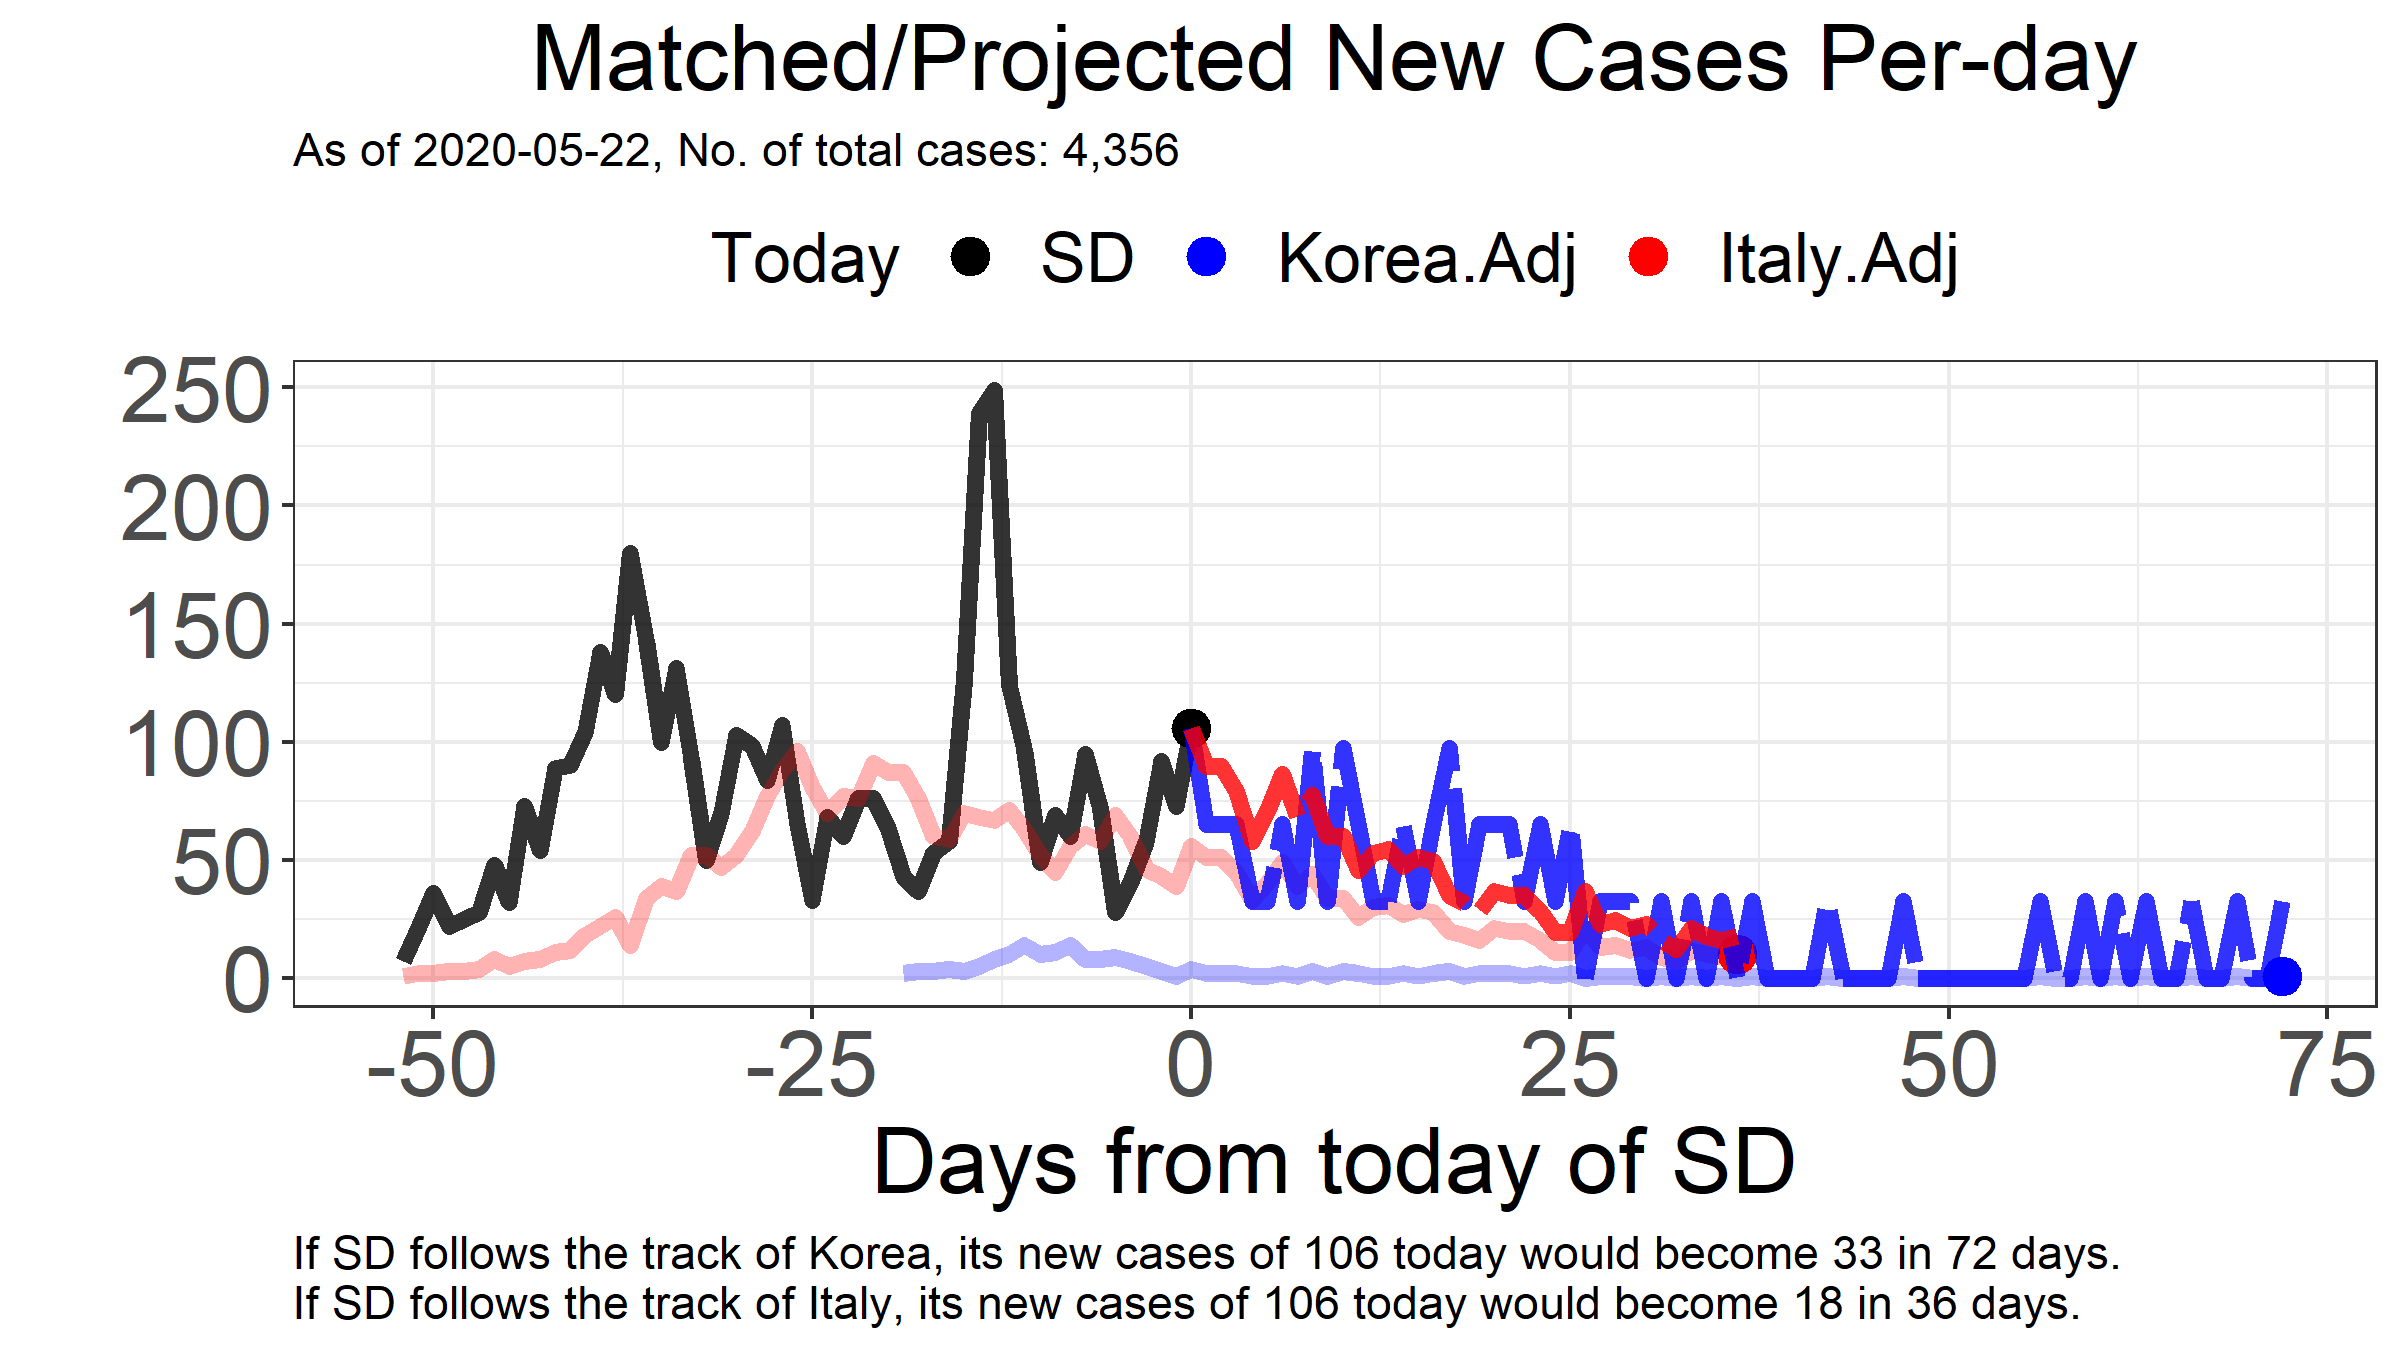 Matched/Projected New Cases Per-day
As of 2020-05-22, No. of total cases: 4,356
Today SD Korea.Adj Italy.Adj
250
200
150
100
50
0
-50 -25 0 25 50 75
Days from today of SD
If SD follows the track of Korea, its new cases of 106 today would become 33 in 72 days.
If SD follows the track of Italy, its new cases of 106 today would become 18 in 36 days.